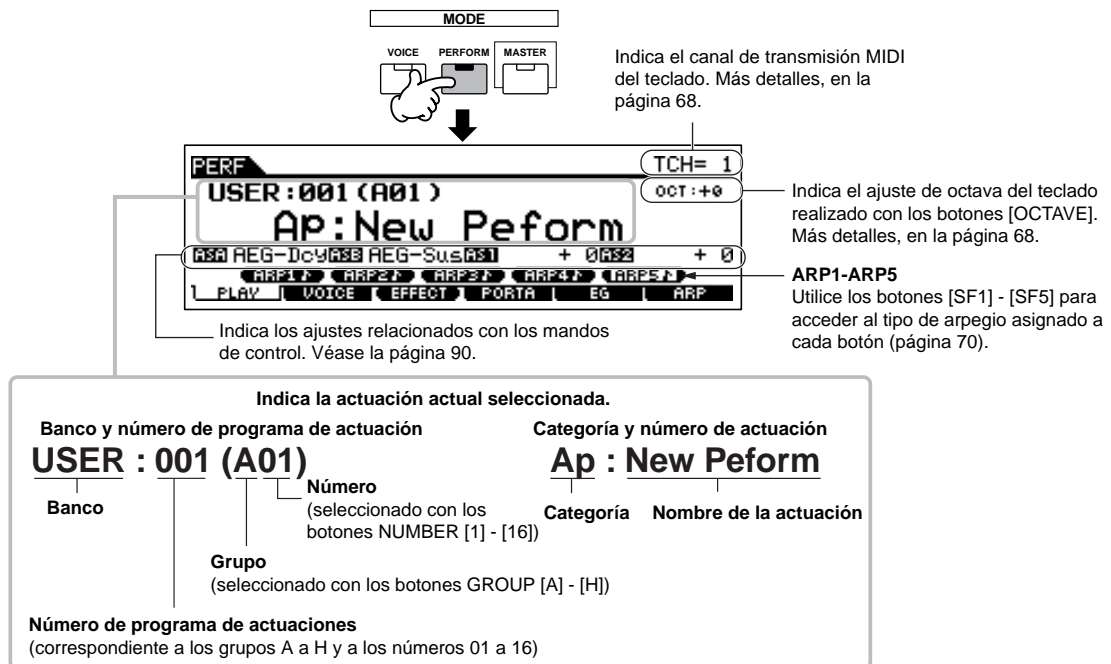 MODE
VOICE PERFORM MASTER
Indica el canal de transmisión MIDI
del teclado. Más detalles, en la
página 68.
PERF
TCH= 1
USER:001(A01)
OCT:+0
Ap:New Peform
Indica el ajuste de octava del teclado
realizado con los botones [OCTAVE].
Más detalles, en la página 68.
ASA AEG-DcyASB AEG-SusAS1 + 0AS2 + 0
ARP1♪ ARP2♪ ARP3♪ ARP4♪ ARP5♪
PLAY VOICE EFFECT PORTA EG ARP
ARP1-ARP5
Utilice los botones [SF1] - [SF5] para
acceder al tipo de arpegio asignado a
cada botón (página 70).
Indica los ajustes relacionados con los mandos
de control. Véase la página 90.
Indica la actuación actual seleccionada.
Banco y número de programa de actuación
Categoría y número de actuación
USER : 001 (A01)
Ap : New Peform
Banco
Número
(seleccionado con los
botones NUMBER [1] - [16])
Categoría
Nombre de la actuación
Grupo
(seleccionado con los botones GROUP [A] - [H])
Número de programa de actuaciones
(correspondiente a los grupos A a H y a los números 01 a 16)